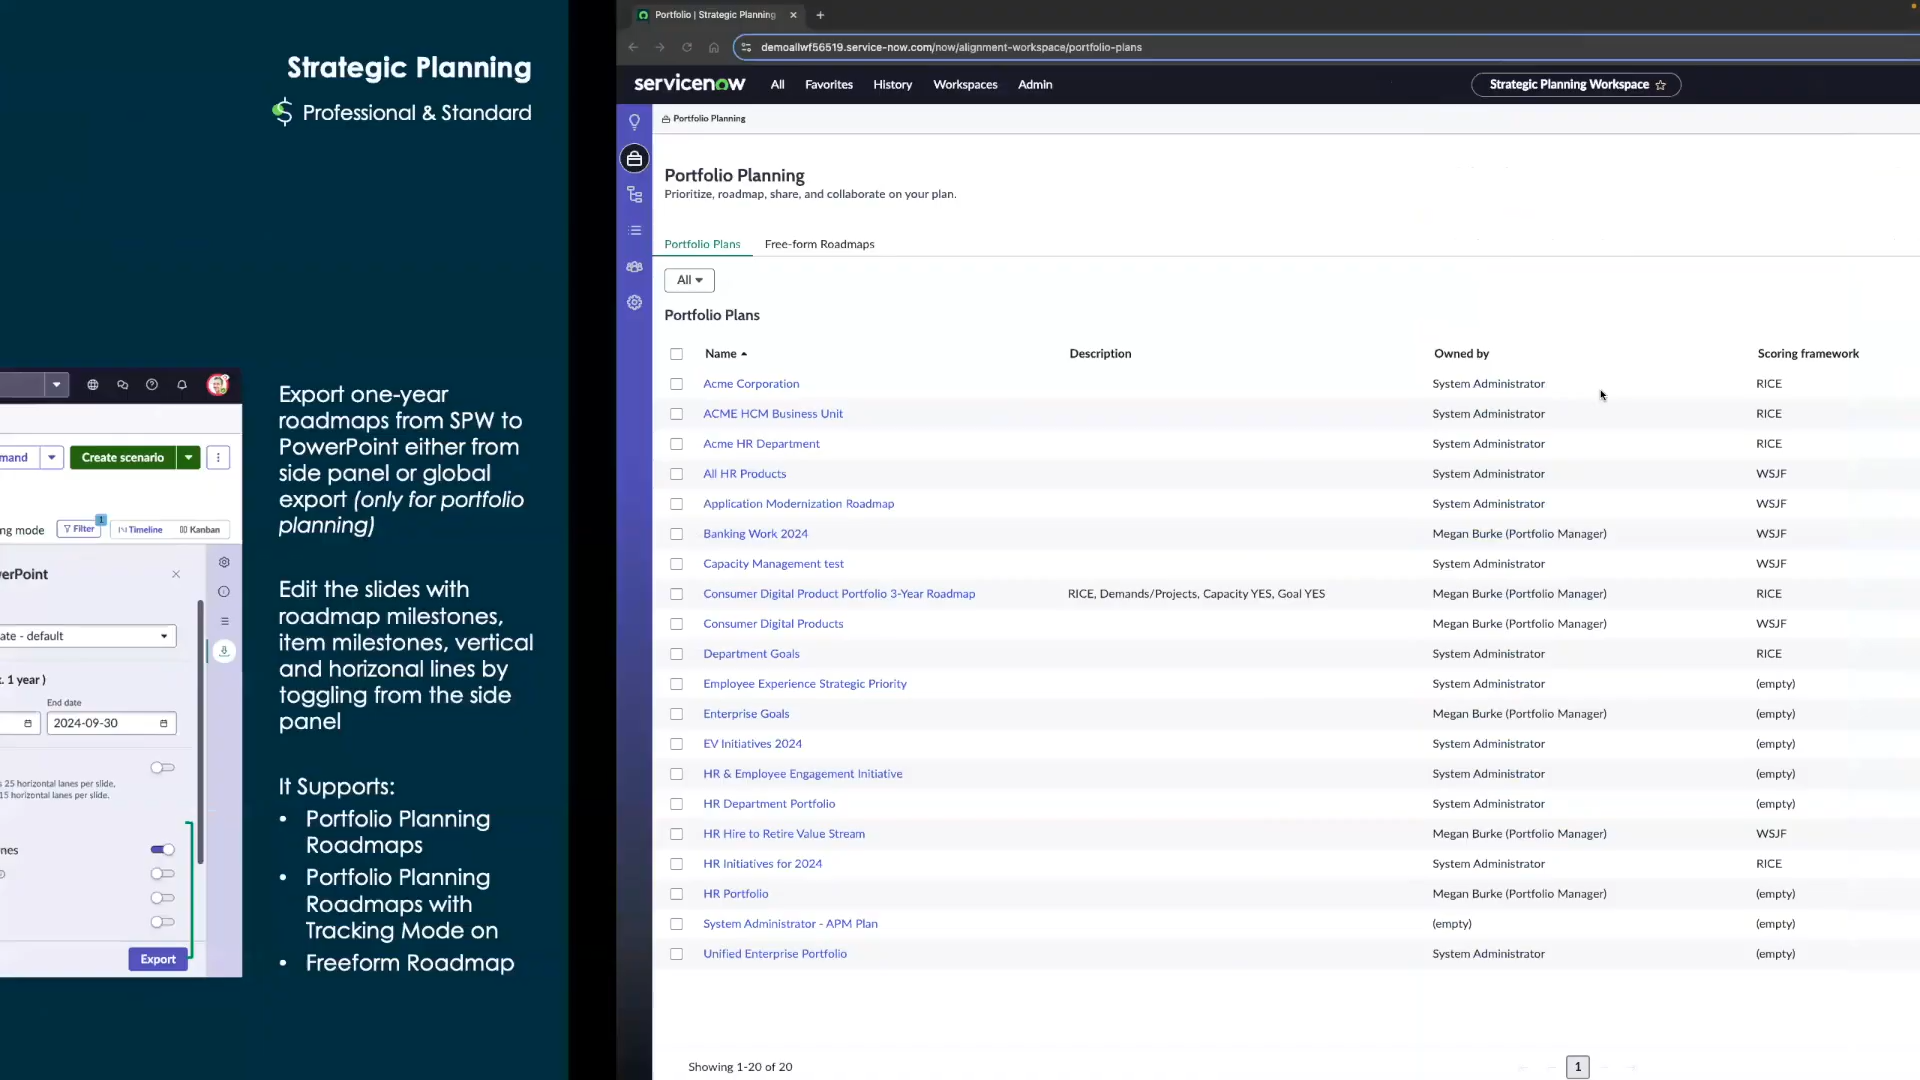 Strategic Planning
Professional & Standard
mand
Create scenario
ng mode
Filter
1
Timeline
Kanban
erPoint
ate - default
. 1 year )
End date
2024-09-30
s 25 horizontal lanes per slide,
15 horizontal lanes per slide.
nes
Export
Export one-year
roadmaps from SPW to
PowerPoint either from
side panel or global
export (only for portfolio
planning)
Edit the slides with
roadmap milestones,
item milestones, vertical
and horizonal lines by
toggling from the side
panel
It Supports:
• Portfolio Planning
Roadmaps
• Portfolio Planning
Roadmaps with
Tracking Mode on
• Freeform Roadmap
Portfolio | Strategic Planning
demoallwf56519.service-now.com/now/alignment-workspace/portfolio-plans
servicenow All Favorites History Workspaces Admin
Strategic Planning Workspace
Portfolio Planning
Portfolio Planning
Prioritize, roadmap, share, and collaborate on your plan.
Portfolio Plans Free-form Roadmaps
All
Portfolio Plans
Name Description Owned by Scoring framework
Acme Corporation System Administrator RICE
ACME HCM Business Unit System Administrator RICE
Acme HR Department System Administrator RICE
All HR Products System Administrator WSJF
Application Modernization Roadmap System Administrator WSJF
Banking Work 2024 Megan Burke (Portfolio Manager) WSJF
Capacity Management test System Administrator WSJF
Consumer Digital Product Portfolio 3-Year Roadmap RICE, Demands/Projects, Capacity YES, Goal YES Megan Burke (Portfolio Manager) RICE
Consumer Digital Products Megan Burke (Portfolio Manager) WSJF
Department Goals System Administrator RICE
Employee Experience Strategic Priority System Administrator (empty)
Enterprise Goals Megan Burke (Portfolio Manager) (empty)
EV Initiatives 2024 System Administrator (empty)
HR & Employee Engagement Initiative System Administrator (empty)
HR Department Portfolio System Administrator (empty)
HR Hire to Retire Value Stream Megan Burke (Portfolio Manager) WSJF
HR Initiatives for 2024 System Administrator RICE
HR Portfolio Megan Burke (Portfolio Manager) (empty)
System Administrator - APM Plan (empty) (empty)
Unified Enterprise Portfolio System Administrator (empty)
Showing 1-20 of 20
1